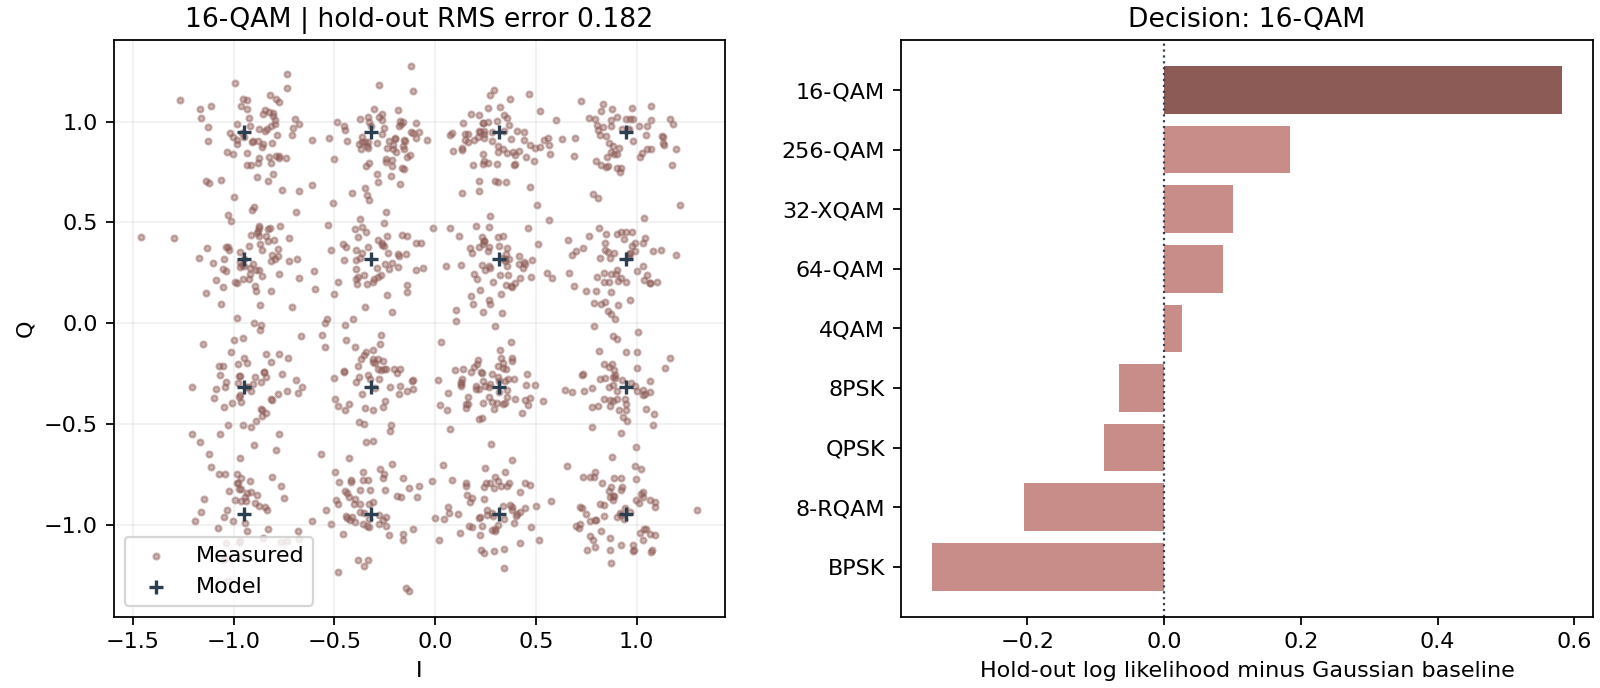 16-QAM | hold-out RMS error 0.182
Q
1.0
0.5
0.0
−0.5
−1.0
Measured
Model
−1.5
−1.0
−0.5
0.0
0.5
1.0
I
Decision: 16-QAM
16-QAM
256-QAM
32-XQAM
64-QAM
4QAM
8PSK
QPSK
8-RQAM
BPSK
−0.2
0.0
0.2
0.4
0.6
Hold-out log likelihood minus Gaussian baseline